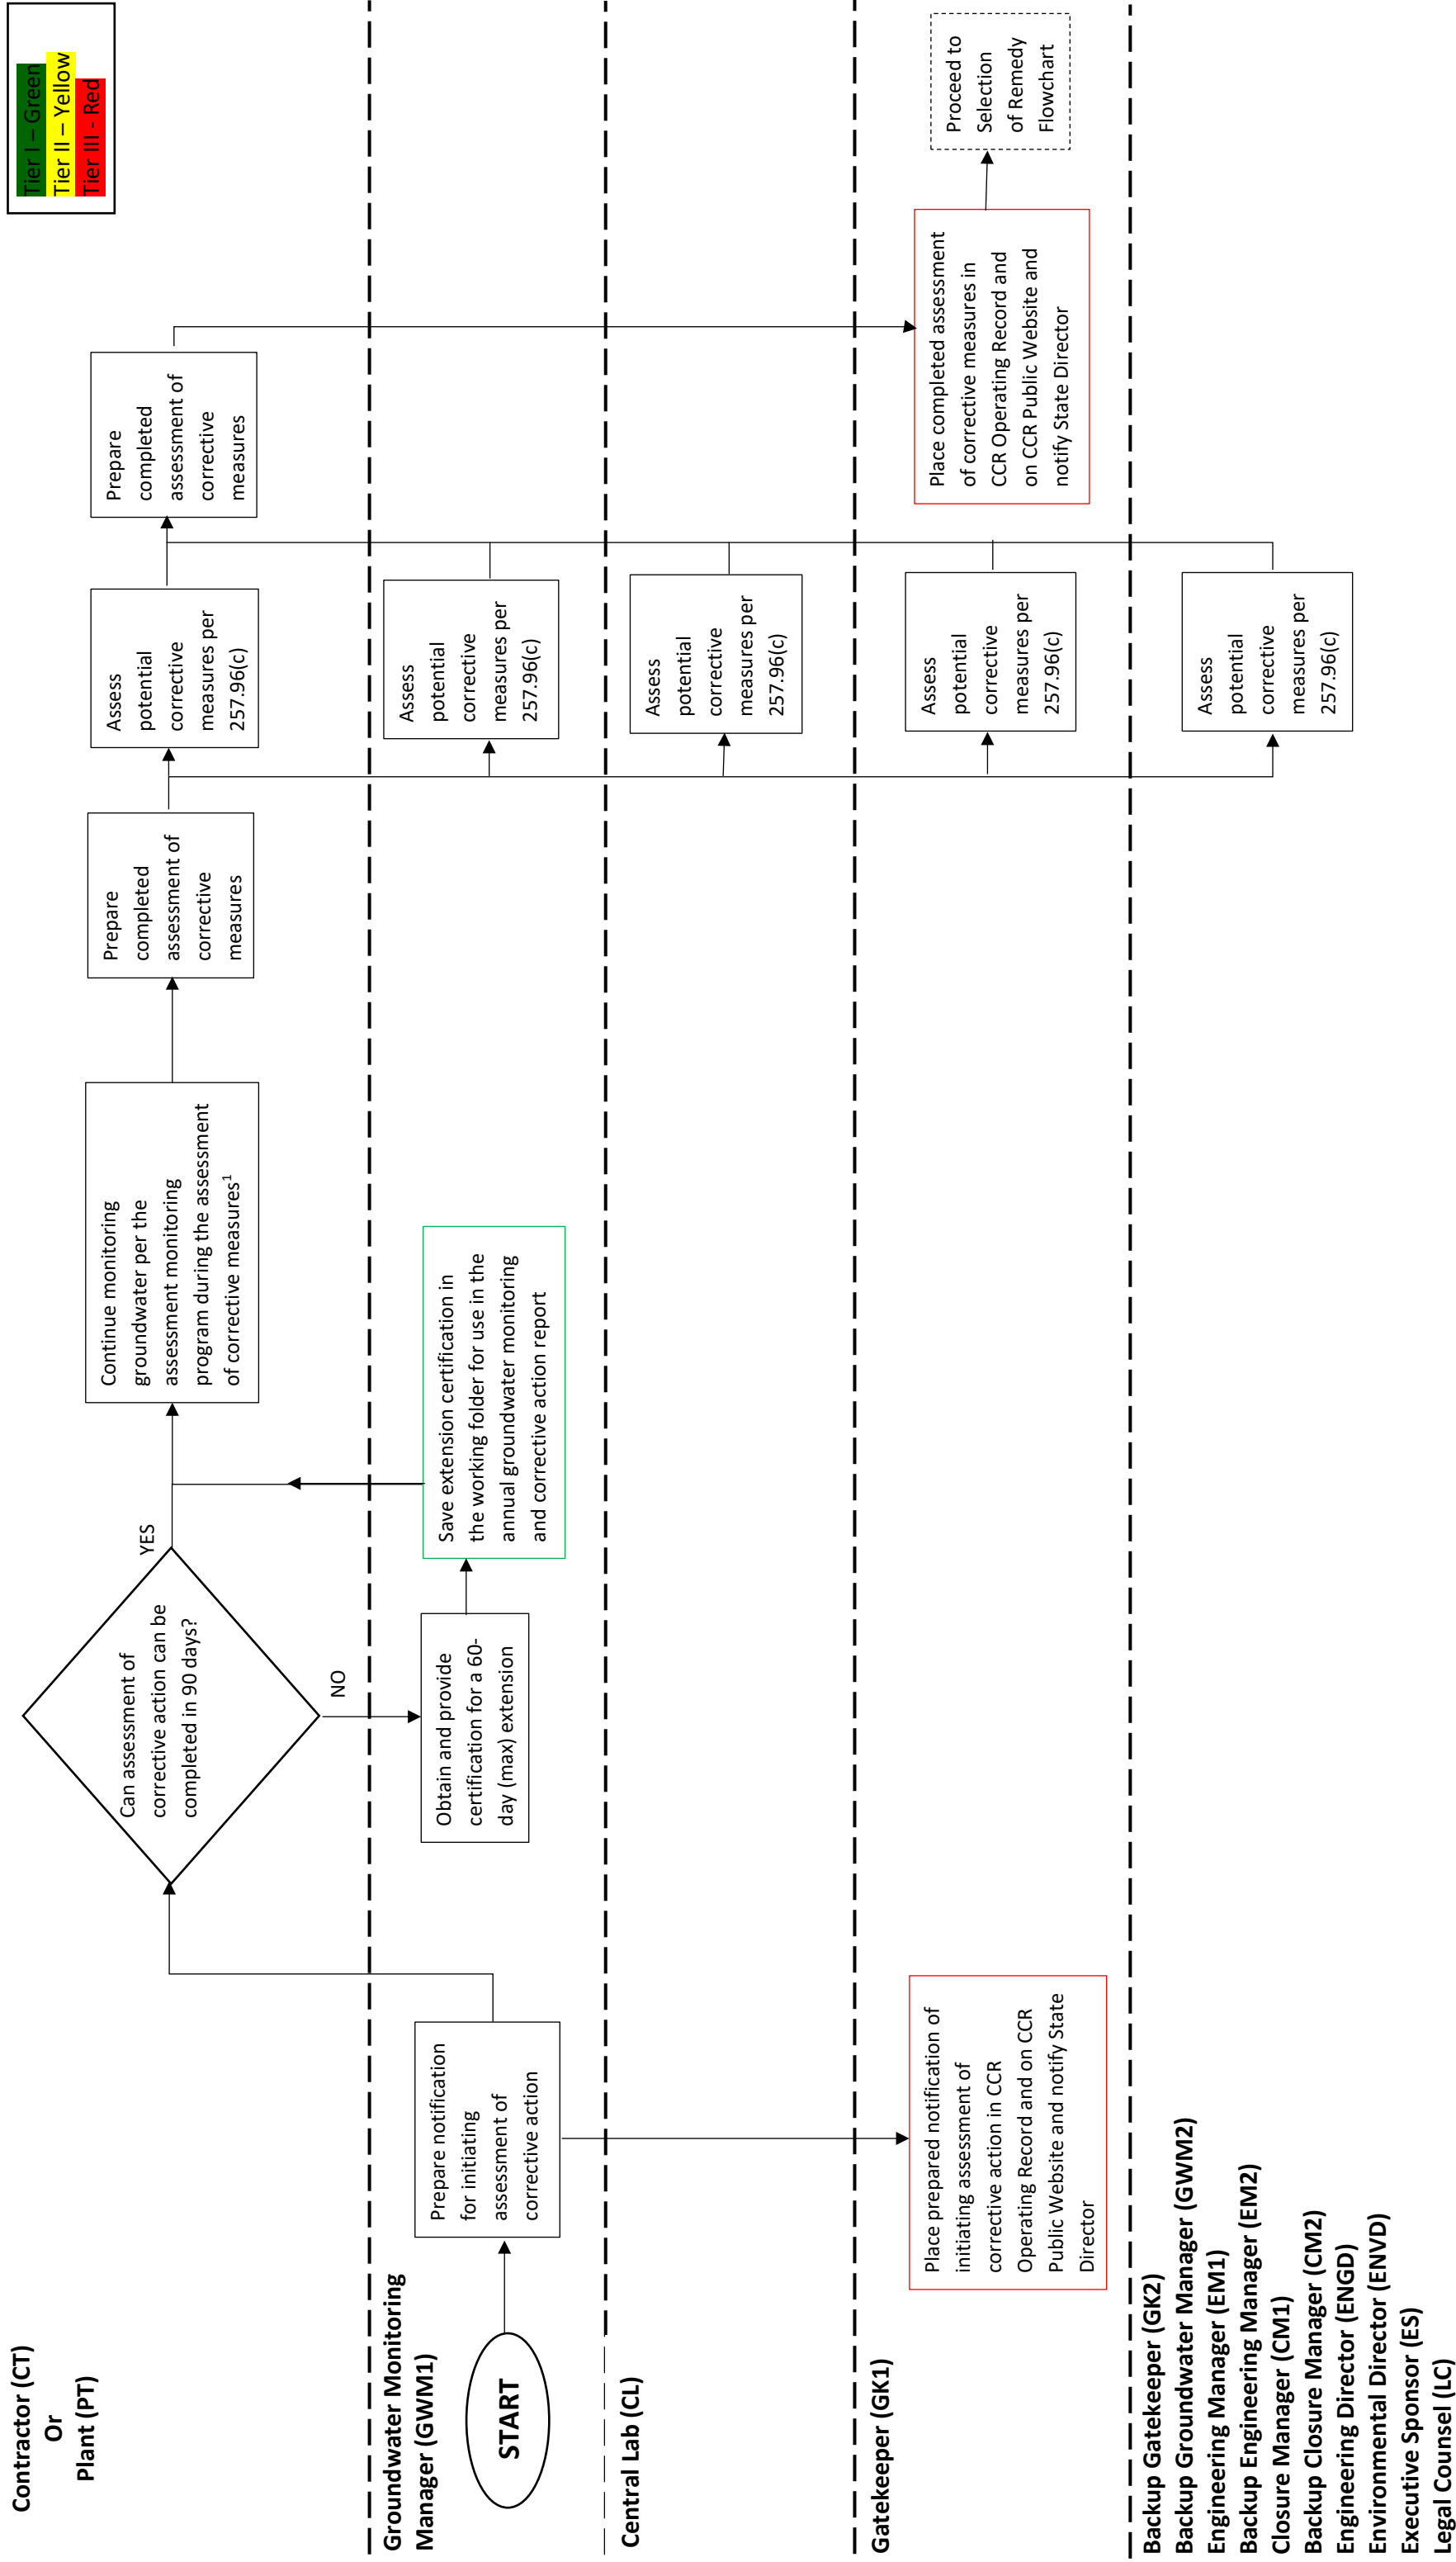 Contractor (CT)
Or
Plant (PT)
Tier I – Green
Tier II – Yellow
Tier III - Red
Can assessment of
corrective action can be
completed in 90 days?
YES
NO
Continue monitoring
groundwater per the
assessment monitoring
program during the assessment
of corrective measures¹
Prepare
completed
assessment of
corrective
measures
Assess
potential
corrective
measures per
257.96(c)
Prepare
completed
assessment of
corrective
measures
Groundwater Monitoring
Manager (GWM1)
START
Prepare notification
for initiating
assessment of
corrective action
Obtain and provide
certification for a 60-
day (max) extension
Save extension certification in
the working folder for use in the
annual groundwater monitoring
and corrective action report
Assess
potential
corrective
measures per
257.96(c)
Central Lab (CL)
Assess
potential
corrective
measures per
257.96(c)
Gatekeeper (GK1)
Place prepared notification of
initiating assessment of
corrective action in CCR
Operating Record and on CCR
Public Website and notify State
Director
Assess
potential
corrective
measures per
257.96(c)
Place completed assessment
of corrective measures in
CCR Operating Record and
on CCR Public Website and
notify State Director
Proceed to
Selection
of Remedy
Flowchart
Backup Gatekeeper (GK2)
Backup Groundwater Manager (GWM2)
Engineering Manager (EM1)
Backup Engineering Manager (EM2)
Closure Manager (CM1)
Backup Closure Manager (CM2)
Engineering Director (ENGD)
Environmental Director (ENVD)
Executive Sponsor (ES)
Legal Counsel (LC)
Assess
potential
corrective
measures per
257.96(c)